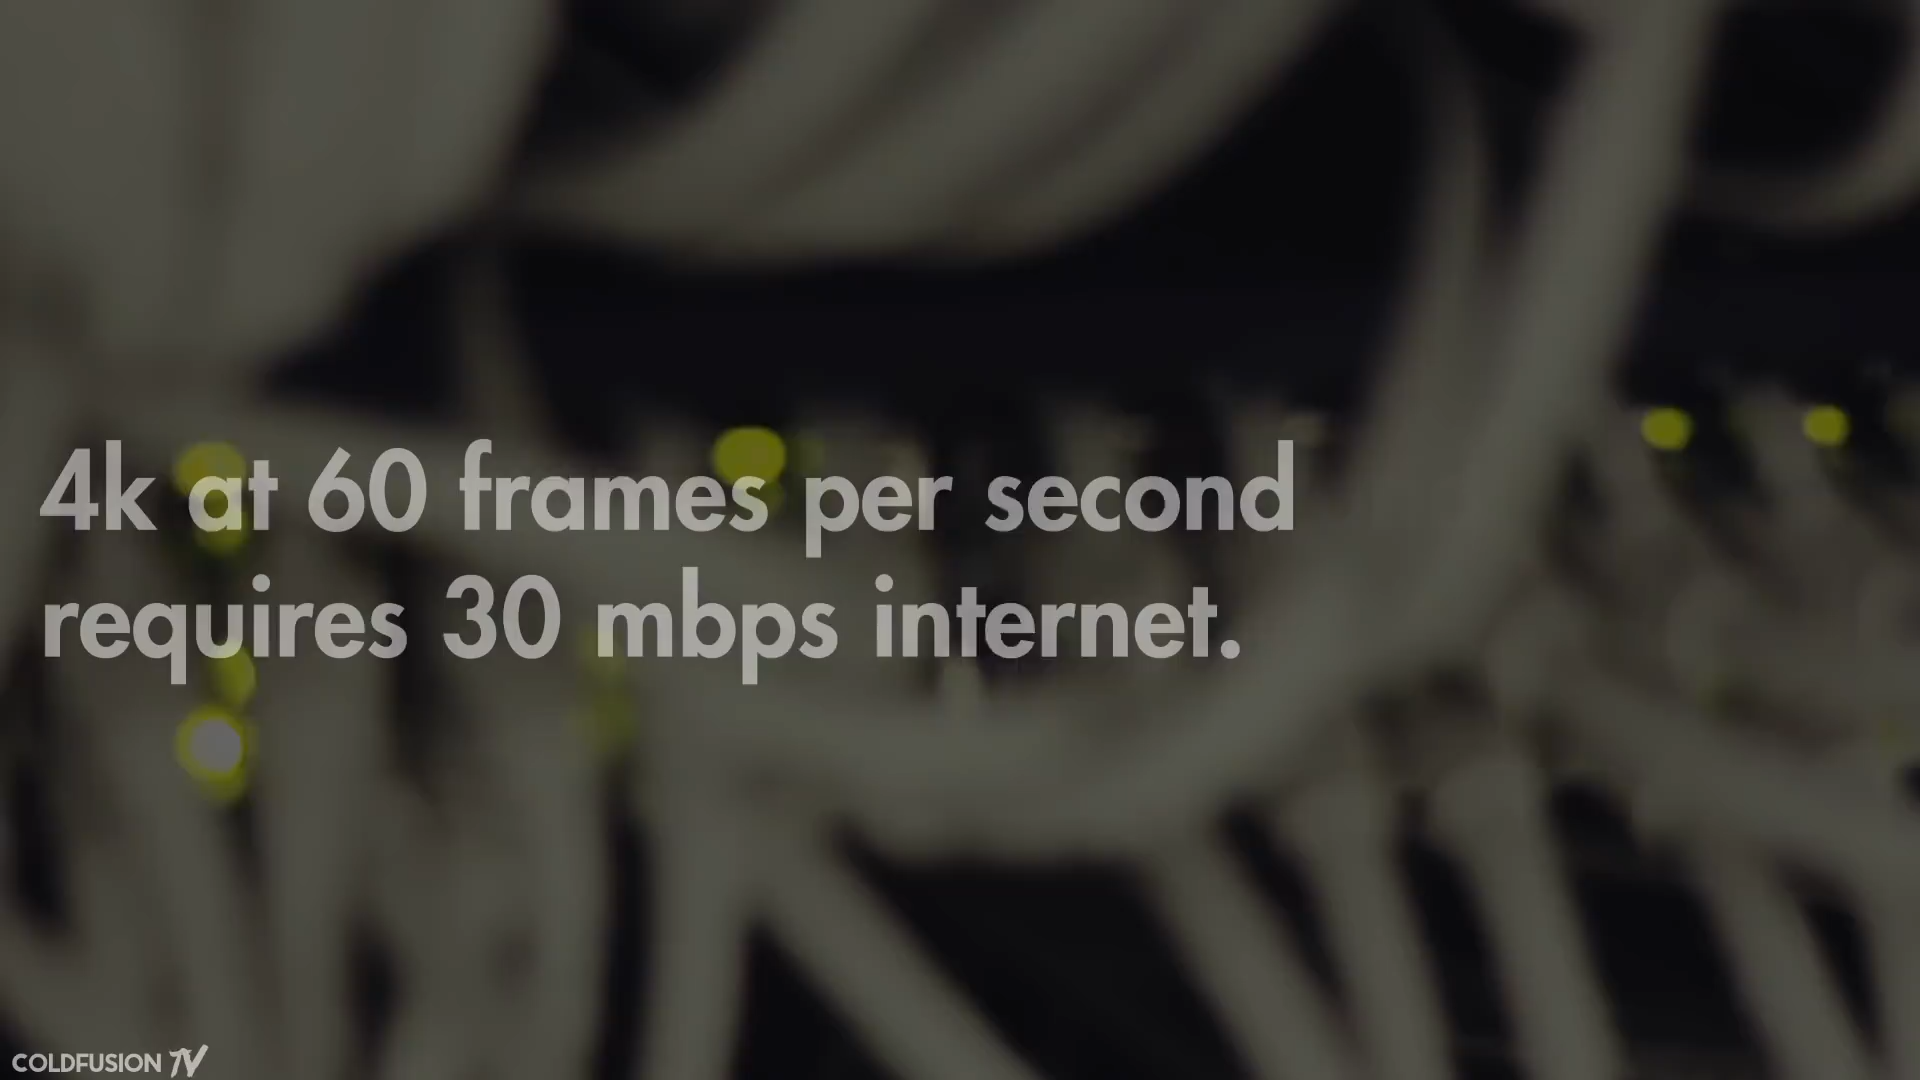 4k at 60 frames per second
requires 30 mbps internet.
COLDFUSION TV